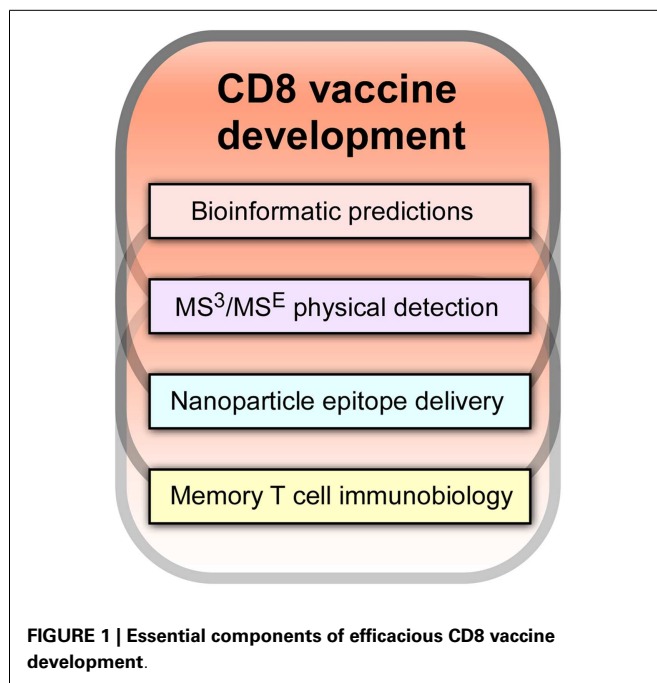 CD8 vaccine
development
Bioinformatic predictions
MS³/MSᴱ physical detection
Nanoparticle epitope delivery
Memory T cell immunobiology
FIGURE 1 | Essential components of efficacious CD8 vaccine
development.